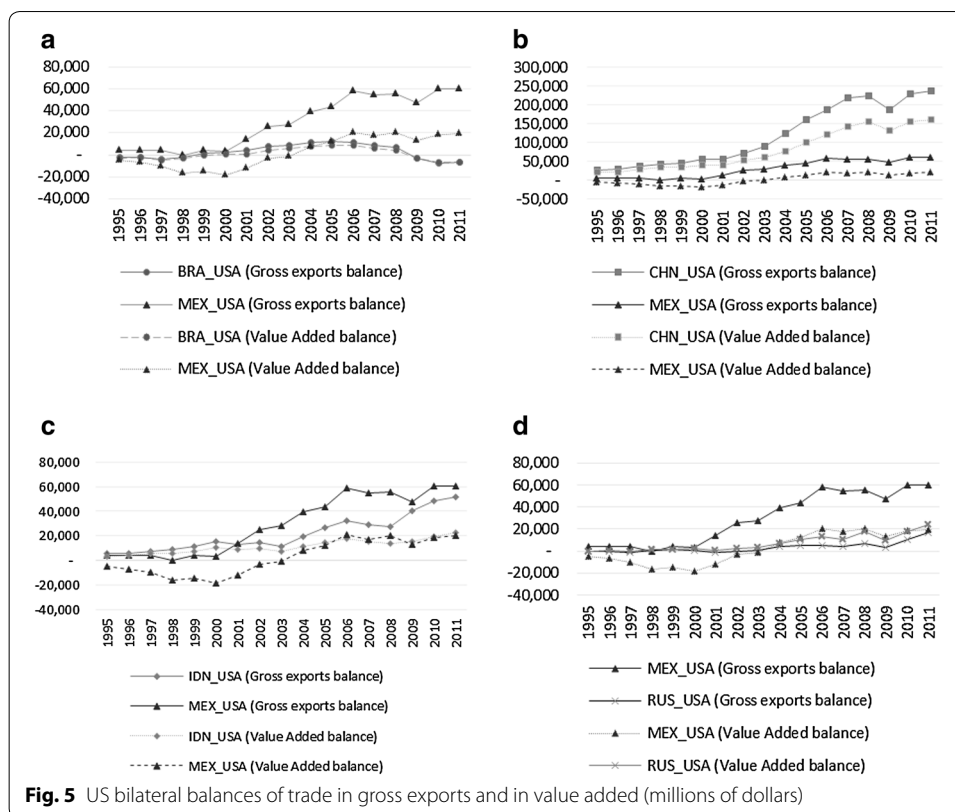 a
80,000
60,000
40,000
20,000
-
-20,000
-40,000
1995 1996 1997 1998 1999 2000 2001 2002 2003 2004 2005 2006 2007 2008 2009 2010 2011
BRA_USA (Gross exports balance)
MEX_USA (Gross exports balance)
BRA_USA (Value Added balance)
MEX_USA (Value Added balance)
b
300,000
250,000
200,000
150,000
100,000
50,000
-
-50,000
1995 1996 1997 1998 1999 2000 2001 2002 2003 2004 2005 2006 2007 2008 2009 2010 2011
CHN_USA (Gross exports balance)
MEX_USA (Gross exports balance)
CHN_USA (Value Added balance)
MEX_USA (Value Added balance)
c
80,000
60,000
40,000
20,000
-
-20,000
-40,000
1995 1996 1997 1998 1999 2000 2001 2002 2003 2004 2005 2006 2007 2008 2009 2010 2011
IDN_USA (Gross exports balance)
MEX_USA (Gross exports balance)
IDN_USA (Value Added balance)
MEX_USA (Value Added balance)
d
80,000
60,000
40,000
20,000
-
-20,000
-40,000
1995 1996 1997 1998 1999 2000 2001 2002 2003 2004 2005 2006 2007 2008 2009 2010 2011
MEX_USA (Gross exports balance)
RUS_USA (Gross exports balance)
MEX_USA (Value Added balance)
RUS_USA (Value Added balance)
Fig. 5 US bilateral balances of trade in gross exports and in value added (millions of dollars)